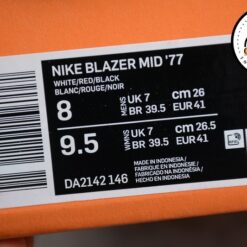 NIKE BLAZER MID '77
WHITE/RED/BLACK
BLANC/ROUGE/NOIR
8 MENS UK 7 cm 26
BR 39.5 EUR 41
9.5 WMNS UK 7 cm 26.5
BR 39.5 EUR 41
MADE IN INDONESIA /
FABRIQUÉ EN INDONÉSIE /
FABRICADO NA INDONÉSIA /
HECHO EN INDONESIA
DA2142 146